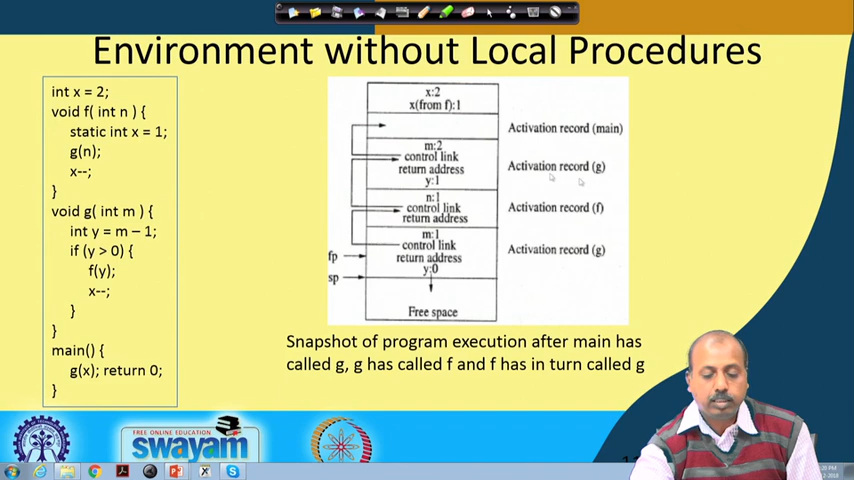 Environment without Local Procedures
int x = 2;
void f( int n ) {
static int x = 1;
g(n);
x--;
}
void g( int m ) {
int y = m – 1;
if (y > 0) {
f(y);
x--;
}
}
main() {
g(x); return 0;
}
x:2
x(from f):1
Activation record (main)
m:2
control link
return address
y:1
Activation record (g)
n:1
control link
return address
Activation record (f)
m:1
control link
return address
y:0
Activation record (g)
fp
sp
Free space
Snapshot of program execution after main has
called g, g has called f and f has in turn called g
FREE ONLINE EDUCATION
swayam